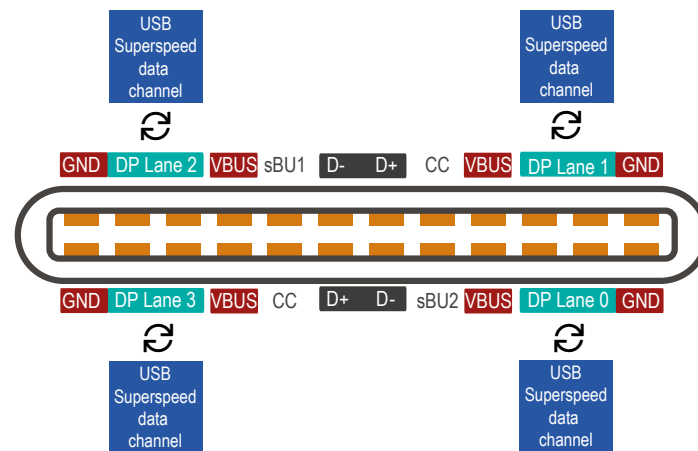 USB
Superspeed
data
channel
USB
Superspeed
data
channel
GND DP Lane 2 VBUS sBU1 D- D+ CC VBUS DP Lane 1 GND
GND DP Lane 3 VBUS CC D+ D- sBU2 VBUS DP Lane 0 GND
USB
Superspeed
data
channel
USB
Superspeed
data
channel